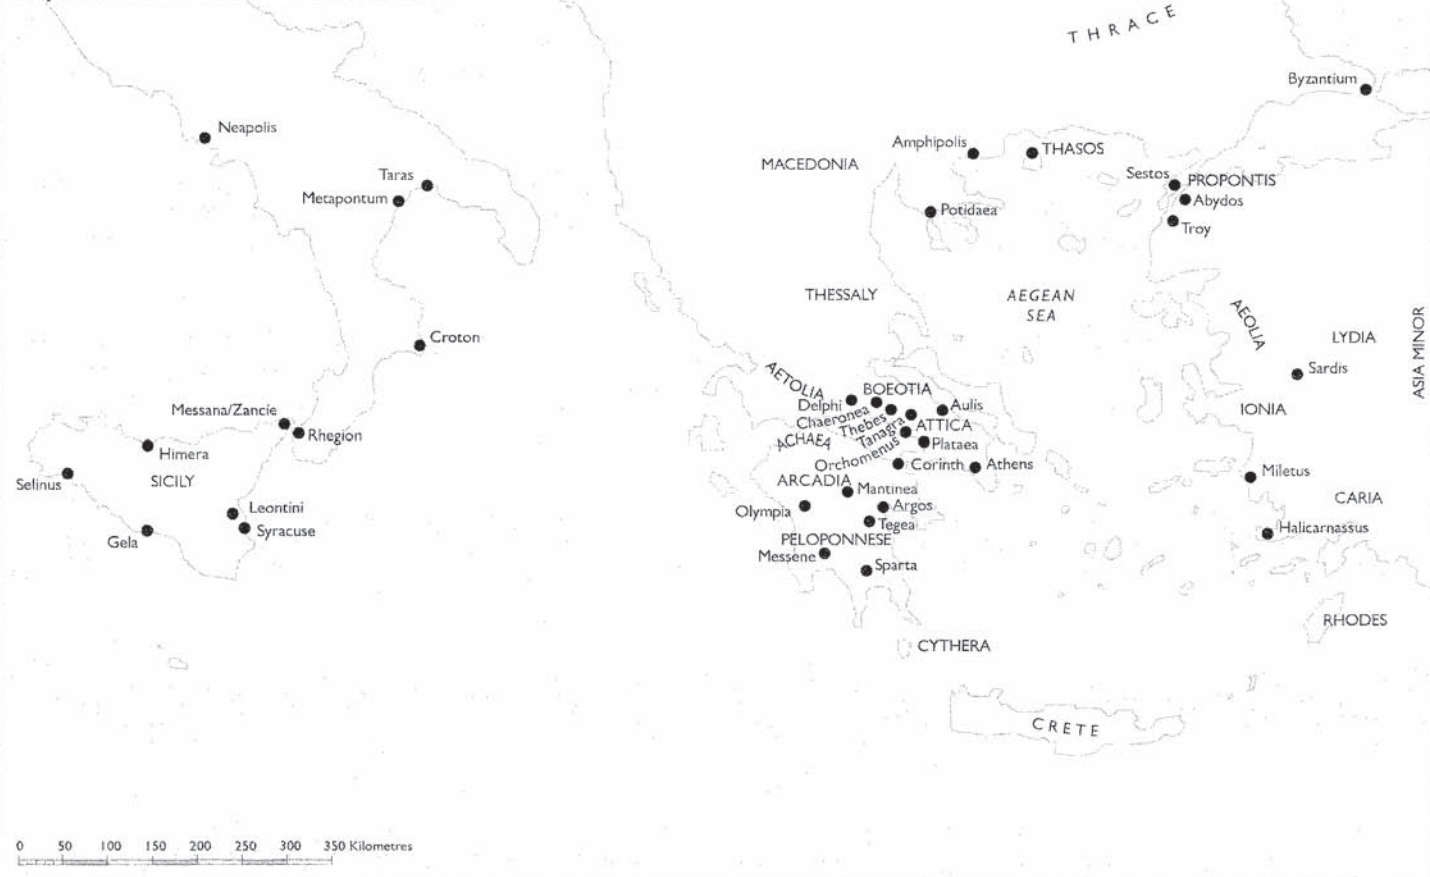 THRACE
Byzantium
Neapolis
Amphipolis
THASOS
MACEDONIA
Taras
Sestos
PROPONTIS
Metapontum
Abydos
Potidaea
Troy
THESSALY
AEGEAN
SEA
AEOLIA
ASIA MINOR
Croton
LYDIA
Sardis
AETOLIA
BOEOTIA
Delphi
Aulis
Messana/Zancle
Chaeronea
Thebes
IONIA
Tanagra
ATTICA
Rhegion
ACHAEA
Plataea
Himera
Orchomenus
Corinth
Athens
Selinus
SICILY
ARCADIA
Mantinea
Miletus
CARIA
Leontini
Olympia
Argos
Syracuse
Tegea
Halicarnassus
Gela
PELOPONNESE
Messene
Sparta
RHODES
CYTHERA
CRETE
0 50 100 150 200 250 300 350 Kilometres